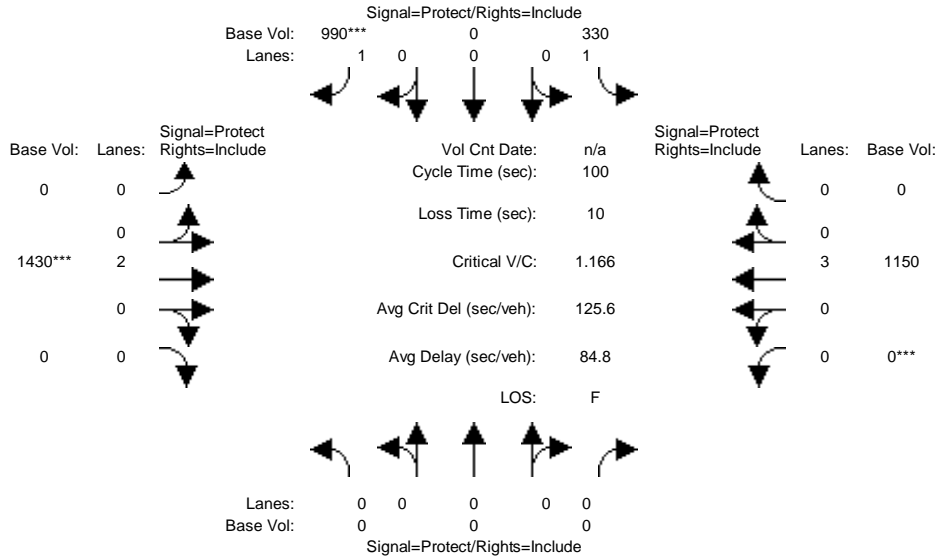 Signal=Protect/Rights=Include
Base Vol: 990*** 0 330
Lanes: 1 0 0 0 1
Signal=Protect
Base Vol: Lanes: Rights=Include
Vol Cnt Date: n/a
Signal=Protect
Rights=Include Lanes: Base Vol:
Cycle Time (sec): 100
0 0
0 0
Loss Time (sec): 10
0
0
1430*** 2
Critical V/C: 1.166
3 1150
0
Avg Crit Del (sec/veh): 125.6
0
0 0
Avg Delay (sec/veh): 84.8
0 0***
LOS: F
Lanes: 0 0 0 0 0
Base Vol: 0 0 0
Signal=Protect/Rights=Include